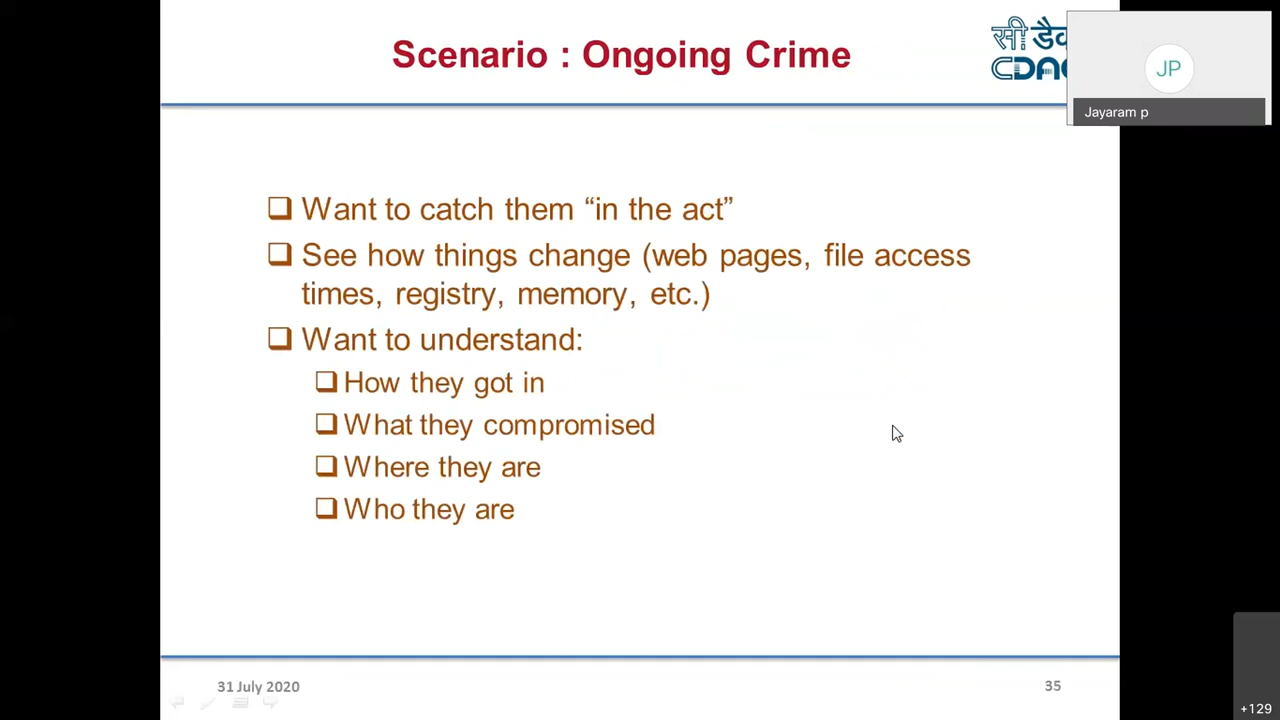 Scenario : Ongoing Crime
सी डैक
CDAC
JP
Jayaram p
Want to catch them “in the act”
See how things change (web pages, file access
times, registry, memory, etc.)
Want to understand:
How they got in
What they compromised
Where they are
Who they are
31 July 2020
35
+129